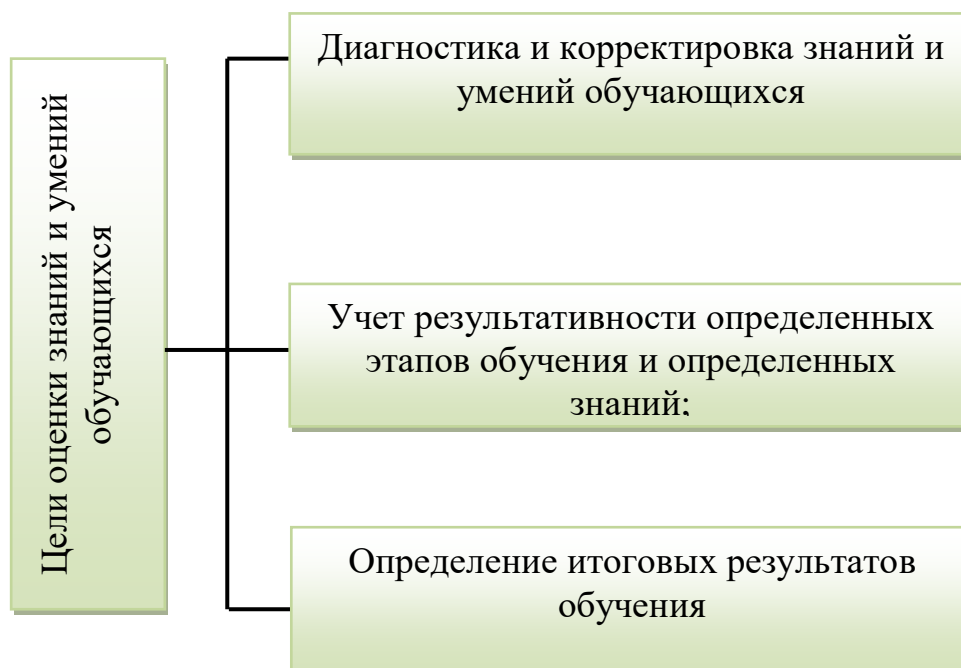 Цели оценки знаний и умений
обучающихся
Диагностика и корректировка знаний и
умений обучающихся
Учет результативности определенных
этапов обучения и определенных
знаний;
Определение итоговых результатов
обучения